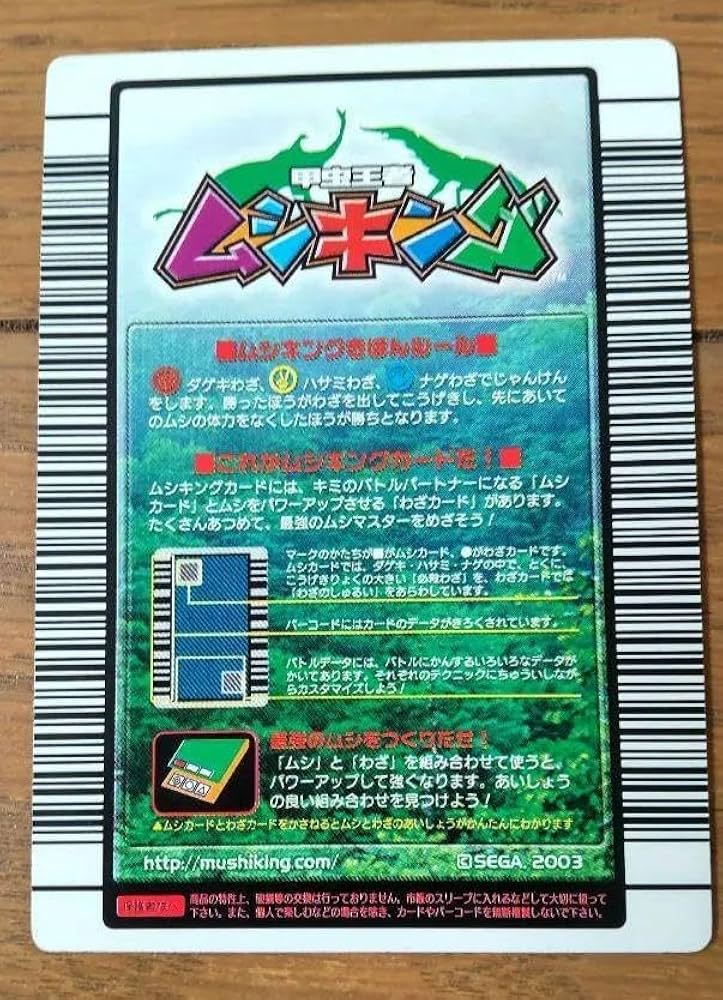 甲虫王者
ムシキング
■ムシキングきほんルール■
ダゲキわざ、ハサミわざ、ナゲわざでじゃんけん
をします。勝ったほうがわざを出してこうげきし、先にあいて
のムシの体力をなくしたほうが勝ちとなります。
■これがムシキングカードだ！■
ムシキングカードには、キミのバトルパートナーになる「ムシ
カード」とムシをパワーアップさせる「わざカード」があります。
たくさんあつめて、最強のムシマスターをめざそう！
マークのかたちが■がムシカード、●がわざカードです。
ムシカードでは、ダゲキ・ハサミ・ナゲの中で、とくに、
こうげきりょくの大きい「必殺わざ」を、わざカードでは
「わざのしゅるい」をあらわしています。
バーコードにはカードのデータがきろくされています。
バトルデータには、バトルにかんするいろいろなデータが
かいてあります。それぞれのテクニックにちゅういしなが
らカスタマイズしよう！
最強のムシをつくりだせ！
「ムシ」と「わざ」を組み合わせて使うと、
パワーアップして強くなります。あいしょう
の良い組み合わせを見つけよう！
▲ムシカードとわざカードをかさねるとムシとわざのあいしょうがかんたんにわかります
http://mushiking.com/
©SEGA, 2003
保護者の方へ
商品の特性上、破損等の交換は行っておりません。市販のスリーブに入れるなどして大切に扱って
下さい。また、個人で楽しむなどの場合を除き、カードやバーコードを無断複製しないで下さい。